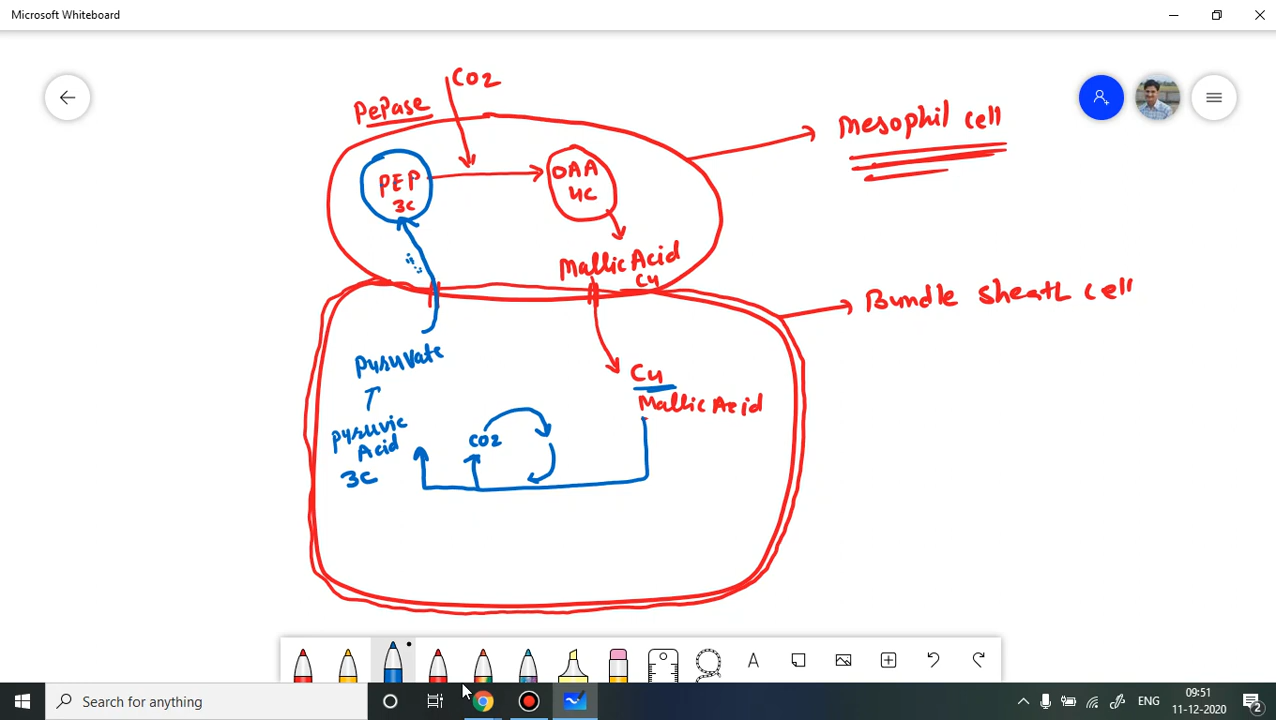 Microsoft Whiteboard
CO2
PePase
Mesophil cell
PEP
3C
OAA
4C
Mallic Acid
C4
Bundle Sheath cell
Pyruvate
C4
Mallic Acid
Pyruvic
Acid
3C
CO2
A
Search for anything
ENG
09:51
11-12-2020
2